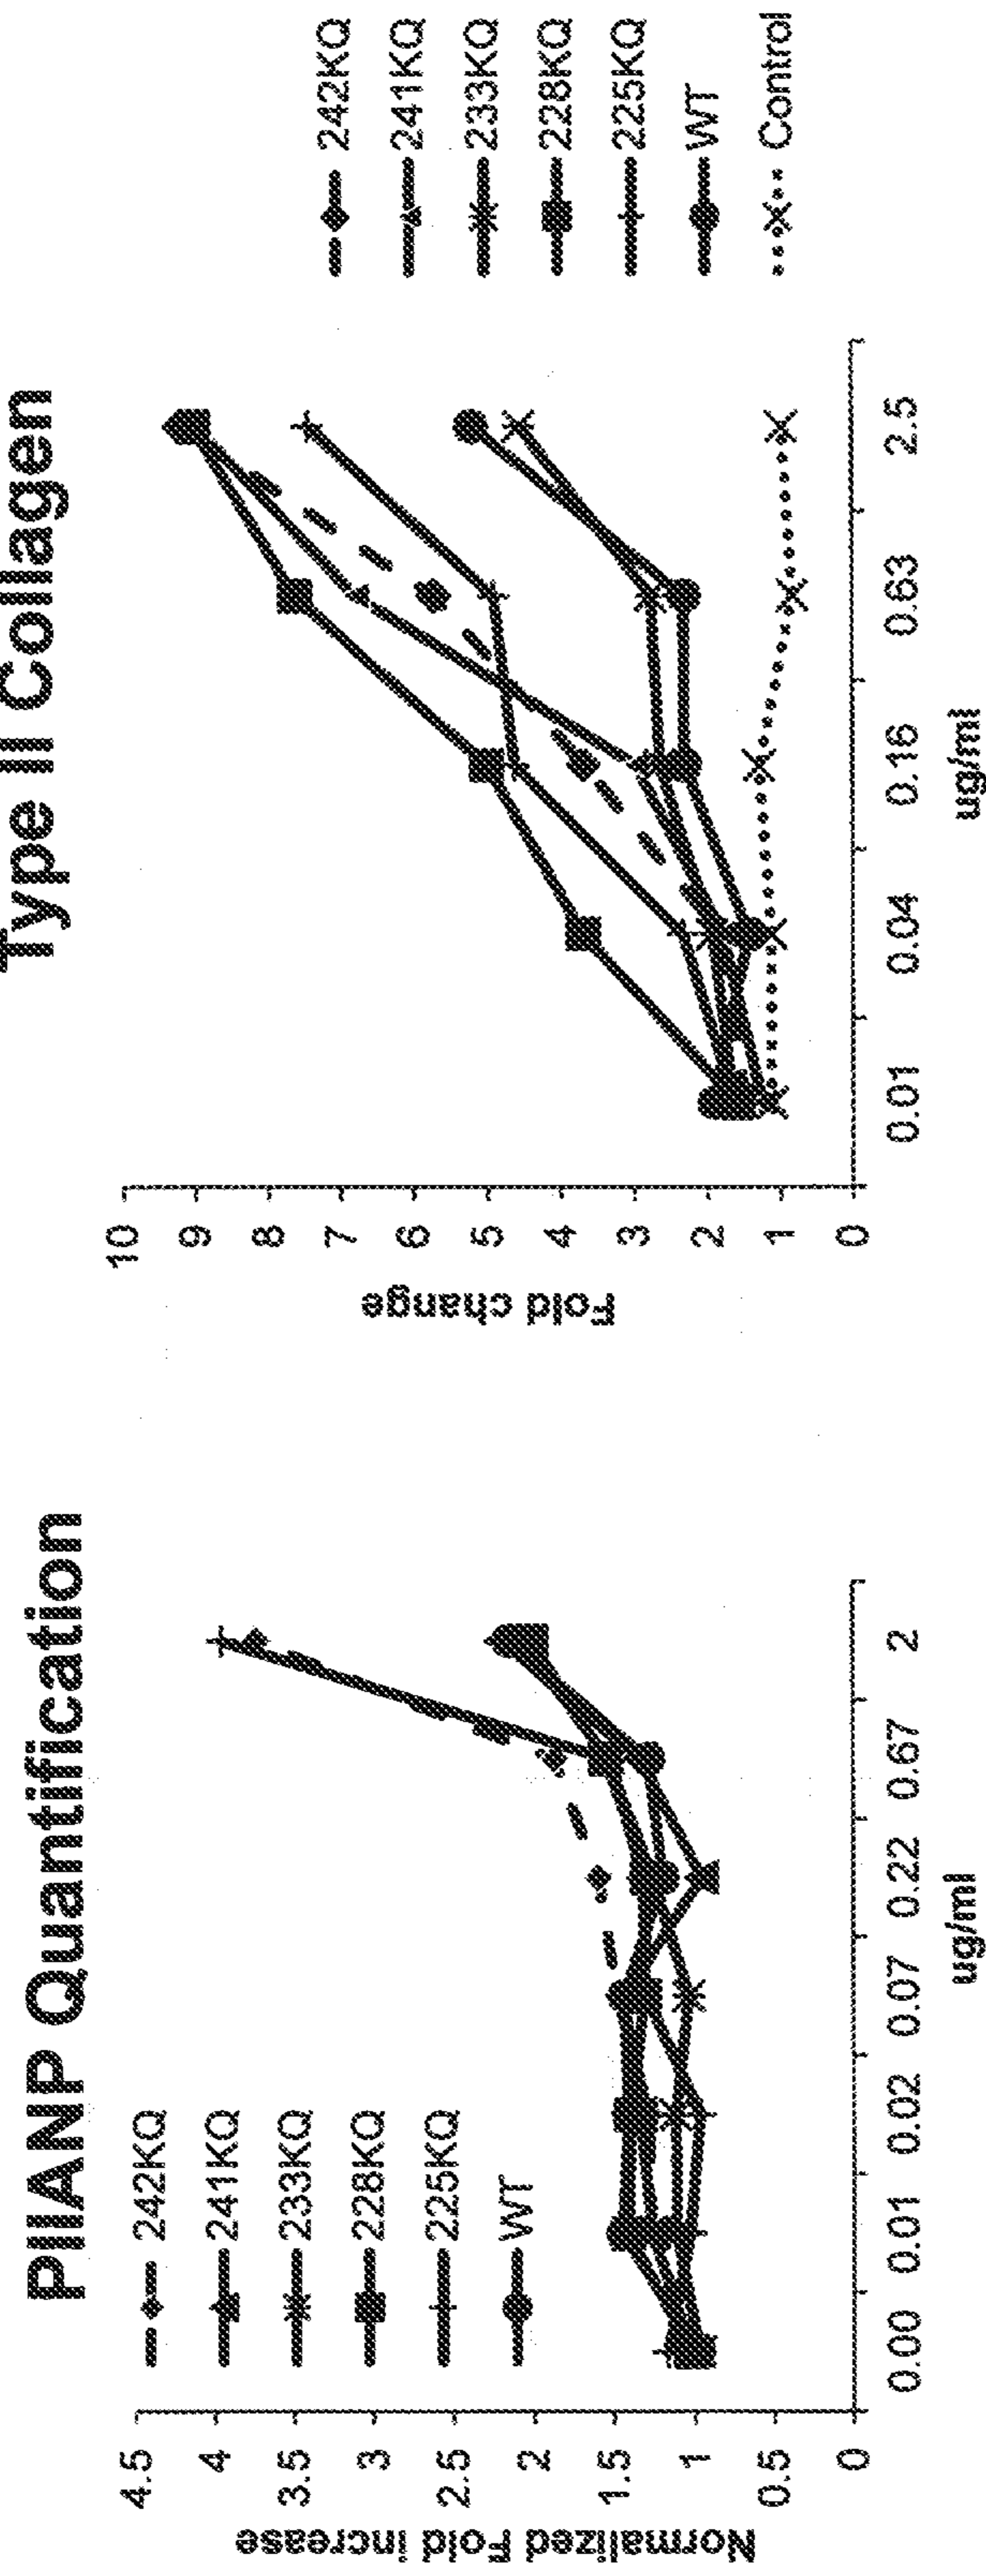 PIIANP Quantification
242KQ
241KQ
233KQ
228KQ
225KQ
WT
Normalized Fold increase
4.5
4
3.5
3
2.5
2
1.5
1
0.5
0
0.00 0.01 0.02 0.07 0.22 0.67 2
ug/ml
Type II Collagen
Fold change
10
9
8
7
6
5
4
3
2
1
0
0.01 0.04 0.16 0.63 2.5
ug/ml
242KQ
241KQ
233KQ
228KQ
225KQ
WT
Control